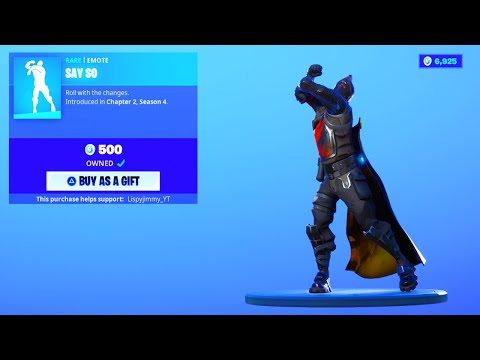 RARE | EMOTE
SAY SO
Roll with the changes.
Introduced in Chapter 2, Season 4.
500
OWNED ✓
BUY AS A GIFT
This purchase helps support: Lispyjimmy_YT
6,925